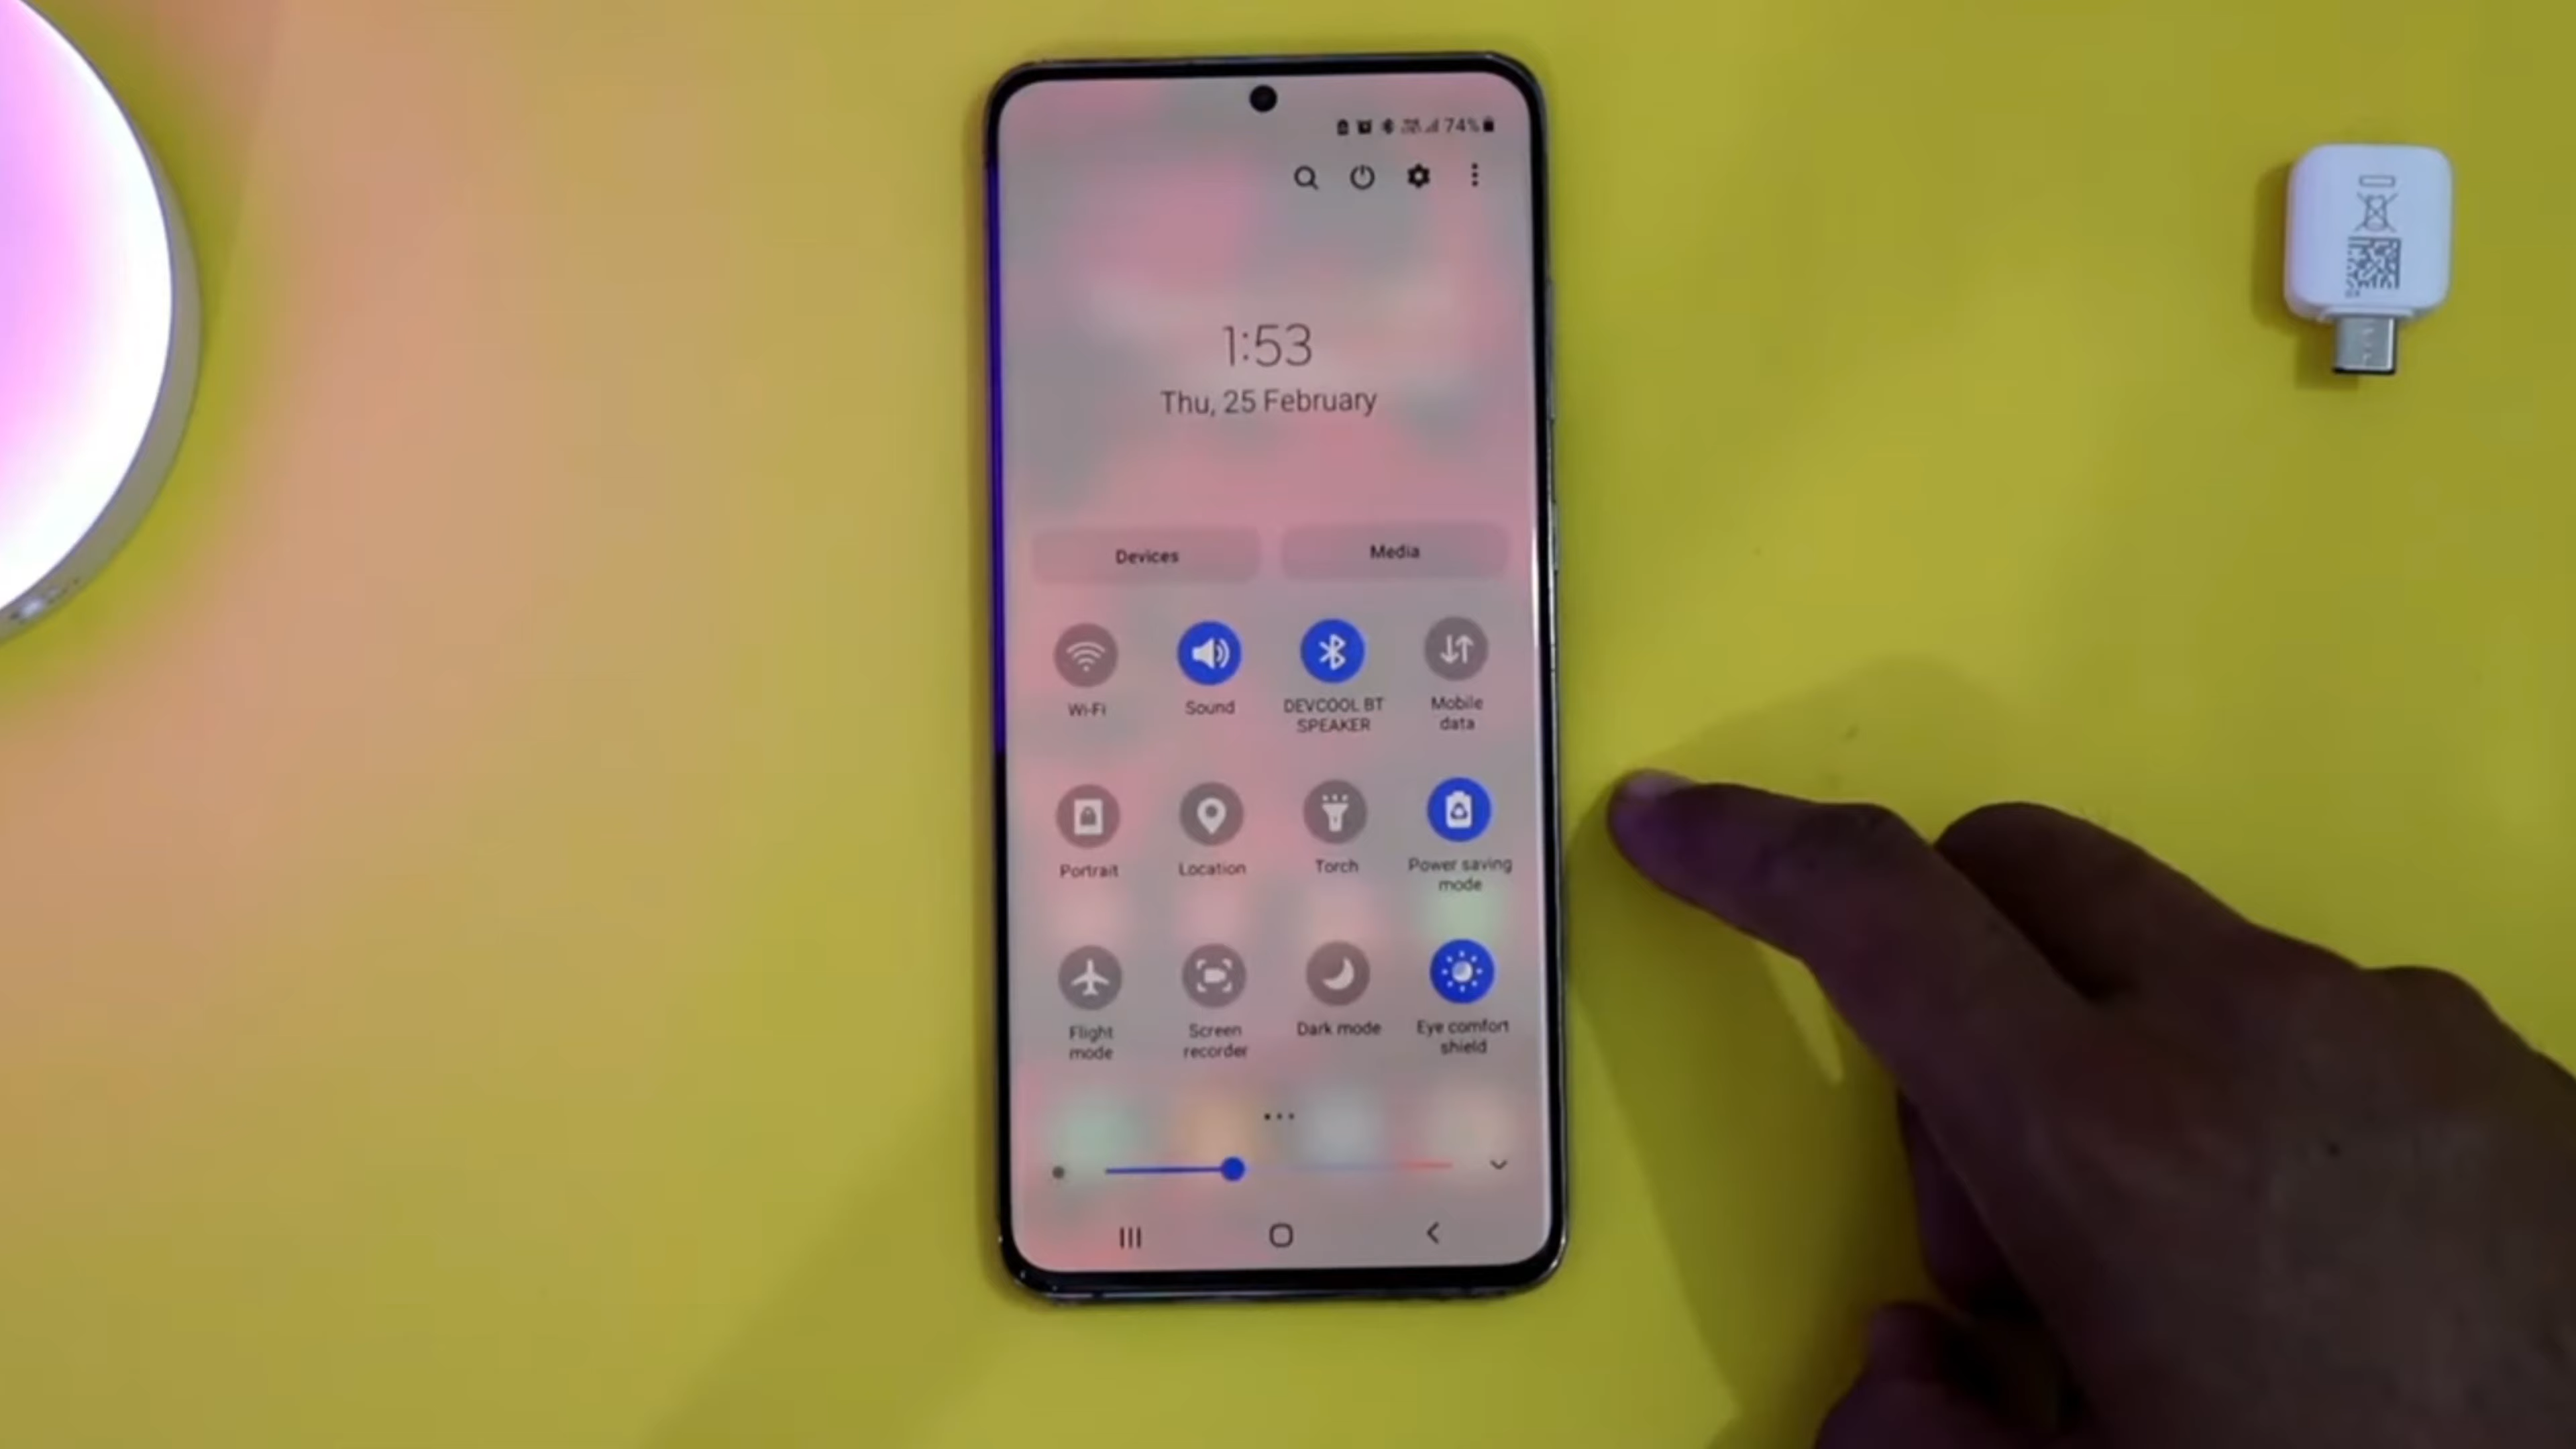 74%
1:53
Thu, 25 February
Devices
Media
Wi-Fi
Sound
DEVCOOL BT
SPEAKER
Mobile
data
Portrait
Location
Torch
Power saving
mode
Flight
mode
Screen
recorder
Dark mode
Eye comfort
shield